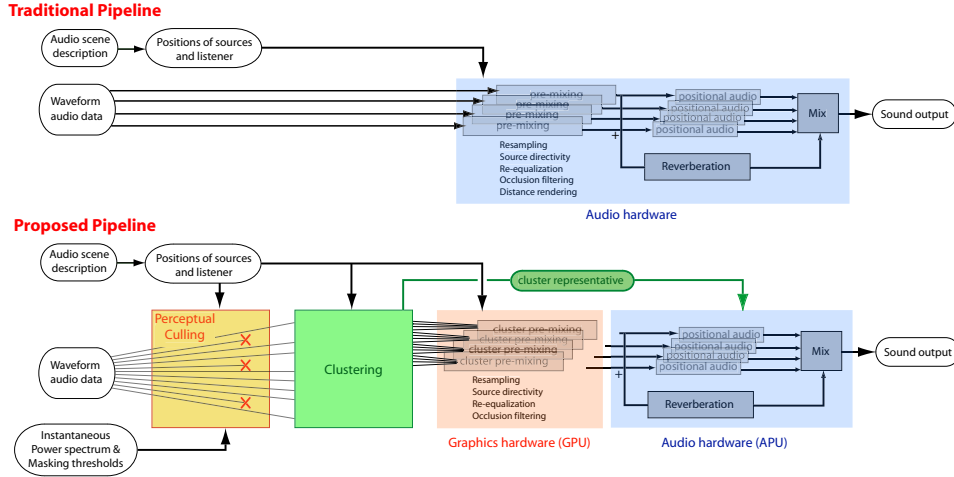 Traditional Pipeline
Audio scene
description
Positions of sources
and listener
Waveform
audio data
pre-mixing
pre-mixing
pre-mixing
pre-mixing
Resampling
Source directivity
Re-equalization
Occlusion filtering
Distance rendering
+
positional audio
positional audio
positional audio
positional audio
Reverberation
Mix
Sound output
Audio hardware
Proposed Pipeline
Audio scene
description
Positions of sources
and listener
cluster representative
Perceptual
Culling
Waveform
audio data
Clustering
cluster pre-mixing
cluster pre-mixing
cluster pre-mixing
cluster pre-mixing
Resampling
Source directivity
Re-equalization
Occlusion filtering
+
positional audio
positional audio
positional audio
positional audio
Reverberation
Mix
Sound output
Instantaneous
Power spectrum &
Masking thresholds
Graphics hardware (GPU)
Audio hardware (APU)